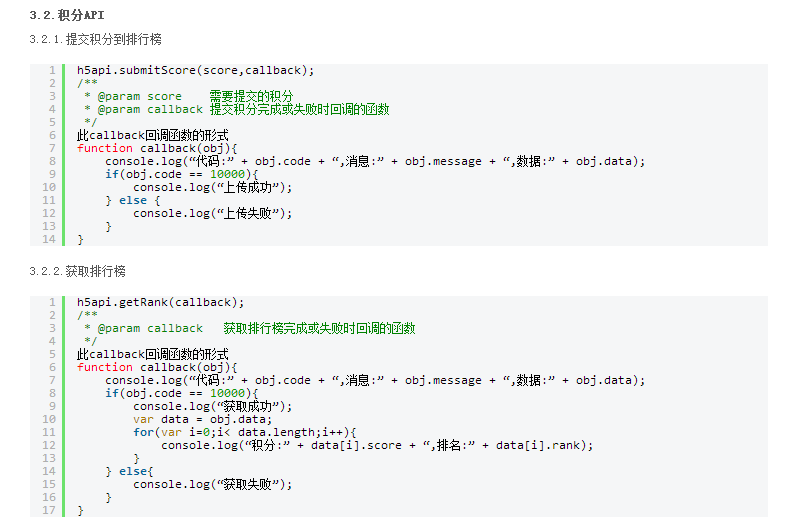 3.2.积分API
3.2.1.提交积分到排行榜
1 h5api.submitScore(score,callback);
2 /**
3  * @param score    需要提交的积分
4  * @param callback 提交积分完成或失败时回调的函数
5  */
6 此callback回调函数的形式
7 function callback(obj){
8     console.log(“代码:” + obj.code + “,消息:” + obj.message + “,数据:” + obj.data);
9     if(obj.code == 10000){
10         console.log(“上传成功”);
11     } else {
12         console.log(“上传失败”);
13     }
14 }
3.2.2.获取排行榜
1 h5api.getRank(callback);
2 /**
3  * @param callback   获取排行榜完成或失败时回调的函数
4  */
5 此callback回调函数的形式
6 function callback(obj){
7     console.log(“代码:” + obj.code + “,消息:” + obj.message + “,数据:” + obj.data);
8     if(obj.code == 10000){
9         console.log(“获取成功”);
10         var data = obj.data;
11         for(var i=0;i< data.length;i++){
12             console.log(“积分:” + data[i].score + “,排名:” + data[i].rank);
13         }
14     } else{
15         console.log(“获取失败”);
16     }
17 }